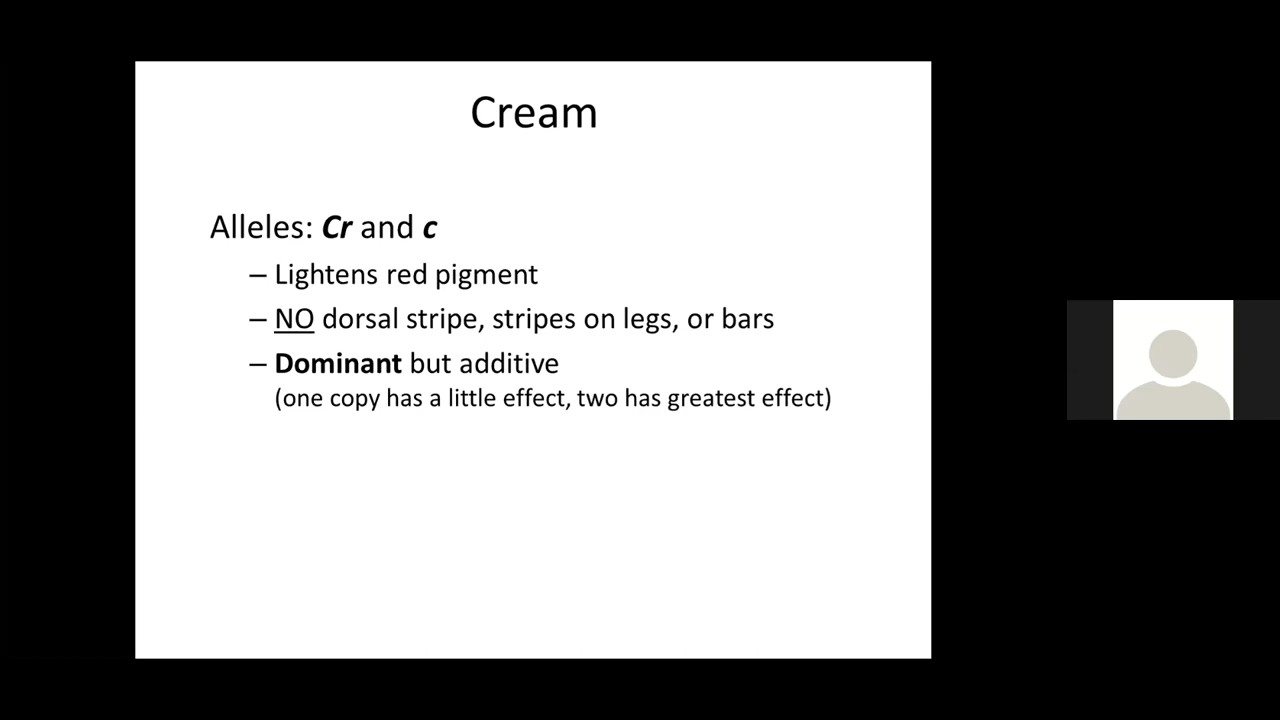 Cream
Alleles: Cr and c
– Lightens red pigment
– NO dorsal stripe, stripes on legs, or bars
– Dominant but additive
(one copy has a little effect, two has greatest effect)